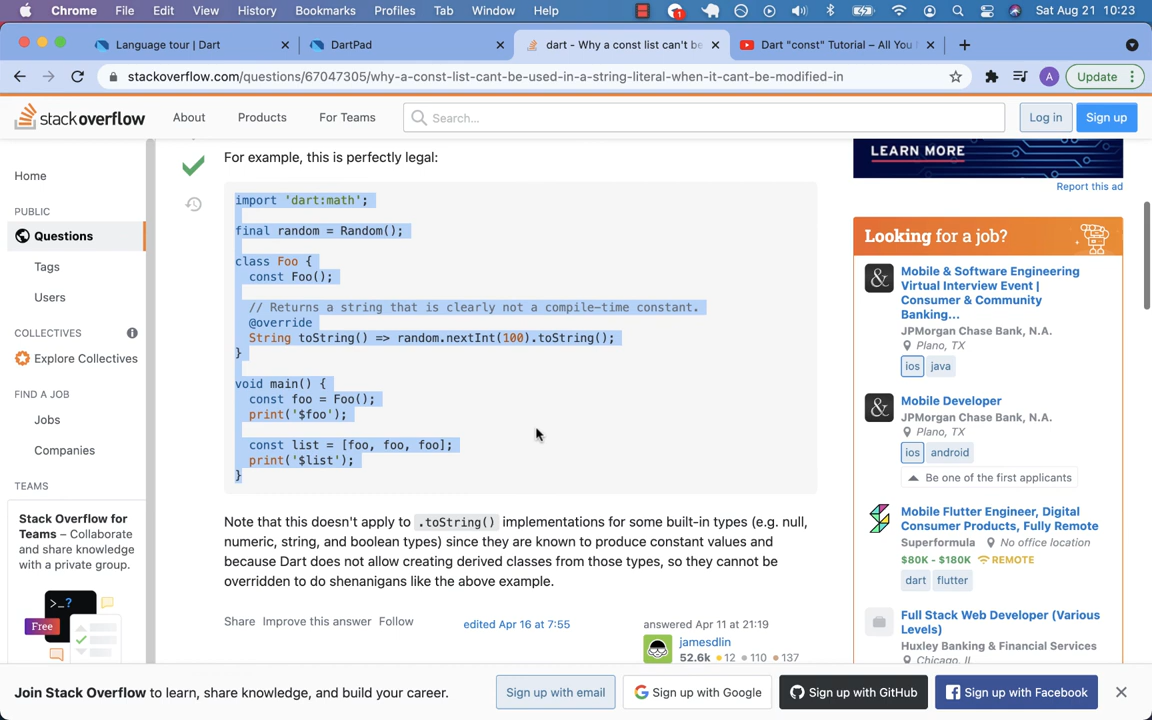 Chrome File Edit View History Bookmarks Profiles Tab Window Help 1 Sat Aug 21 10:23
Language tour | Dart
DartPad
dart - Why a const list can't be
Dart "const" Tutorial – All You
stackoverflow.com/questions/67047305/why-a-const-list-cant-be-used-in-a-string-literal-when-it-cant-be-modified-in
A
Update
stackoverflow
About
Products
For Teams
Search...
Log in
Sign up
Home
PUBLIC
Questions
Tags
Users
COLLECTIVES
Explore Collectives
FIND A JOB
Jobs
Companies
TEAMS
Stack Overflow for
Teams – Collaborate
and share knowledge
with a private group.
>_?
Free
For example, this is perfectly legal:
import 'dart:math';
final random = Random();
class Foo {
const Foo();
// Returns a string that is clearly not a compile-time constant.
@override
String toString() => random.nextInt(100).toString();
}
void main() {
const foo = Foo();
print('$foo');
const list = [foo, foo, foo];
print('$list');
}
Note that this doesn't apply to .toString() implementations for some built-in types (e.g. null,
numeric, string, and boolean types) since they are known to produce constant values and
because Dart does not allow creating derived classes from those types, so they cannot be
overridden to do shenanigans like the above example.
Share Improve this answer Follow
edited Apr 16 at 7:55
answered Apr 11 at 21:19
jamesdlin
52.6k 12 110 137
LEARN MORE
Report this ad
Looking for a job?
Mobile & Software Engineering
Virtual Interview Event |
Consumer & Community
Banking...
JPMorgan Chase Bank, N.A.
Plano, TX
ios java
Mobile Developer
JPMorgan Chase Bank, N.A.
Plano, TX
ios android
Be one of the first applicants
Mobile Flutter Engineer, Digital
Consumer Products, Fully Remote
Superformula No office location
$80K - $180K REMOTE
dart flutter
Full Stack Web Developer (Various
Levels)
Huxley Banking & Financial Services
Chicago, IL
Join Stack Overflow to learn, share knowledge, and build your career.
Sign up with email
Sign up with Google
Sign up with GitHub
Sign up with Facebook